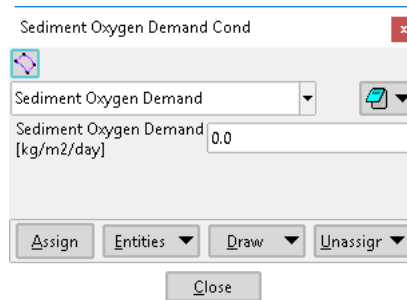 Sediment Oxygen Demand Cond
x
Sediment Oxygen Demand
Sediment Oxygen Demand 0.0
[kg/m2/day]
Assign Entities Draw Unassigr
Close